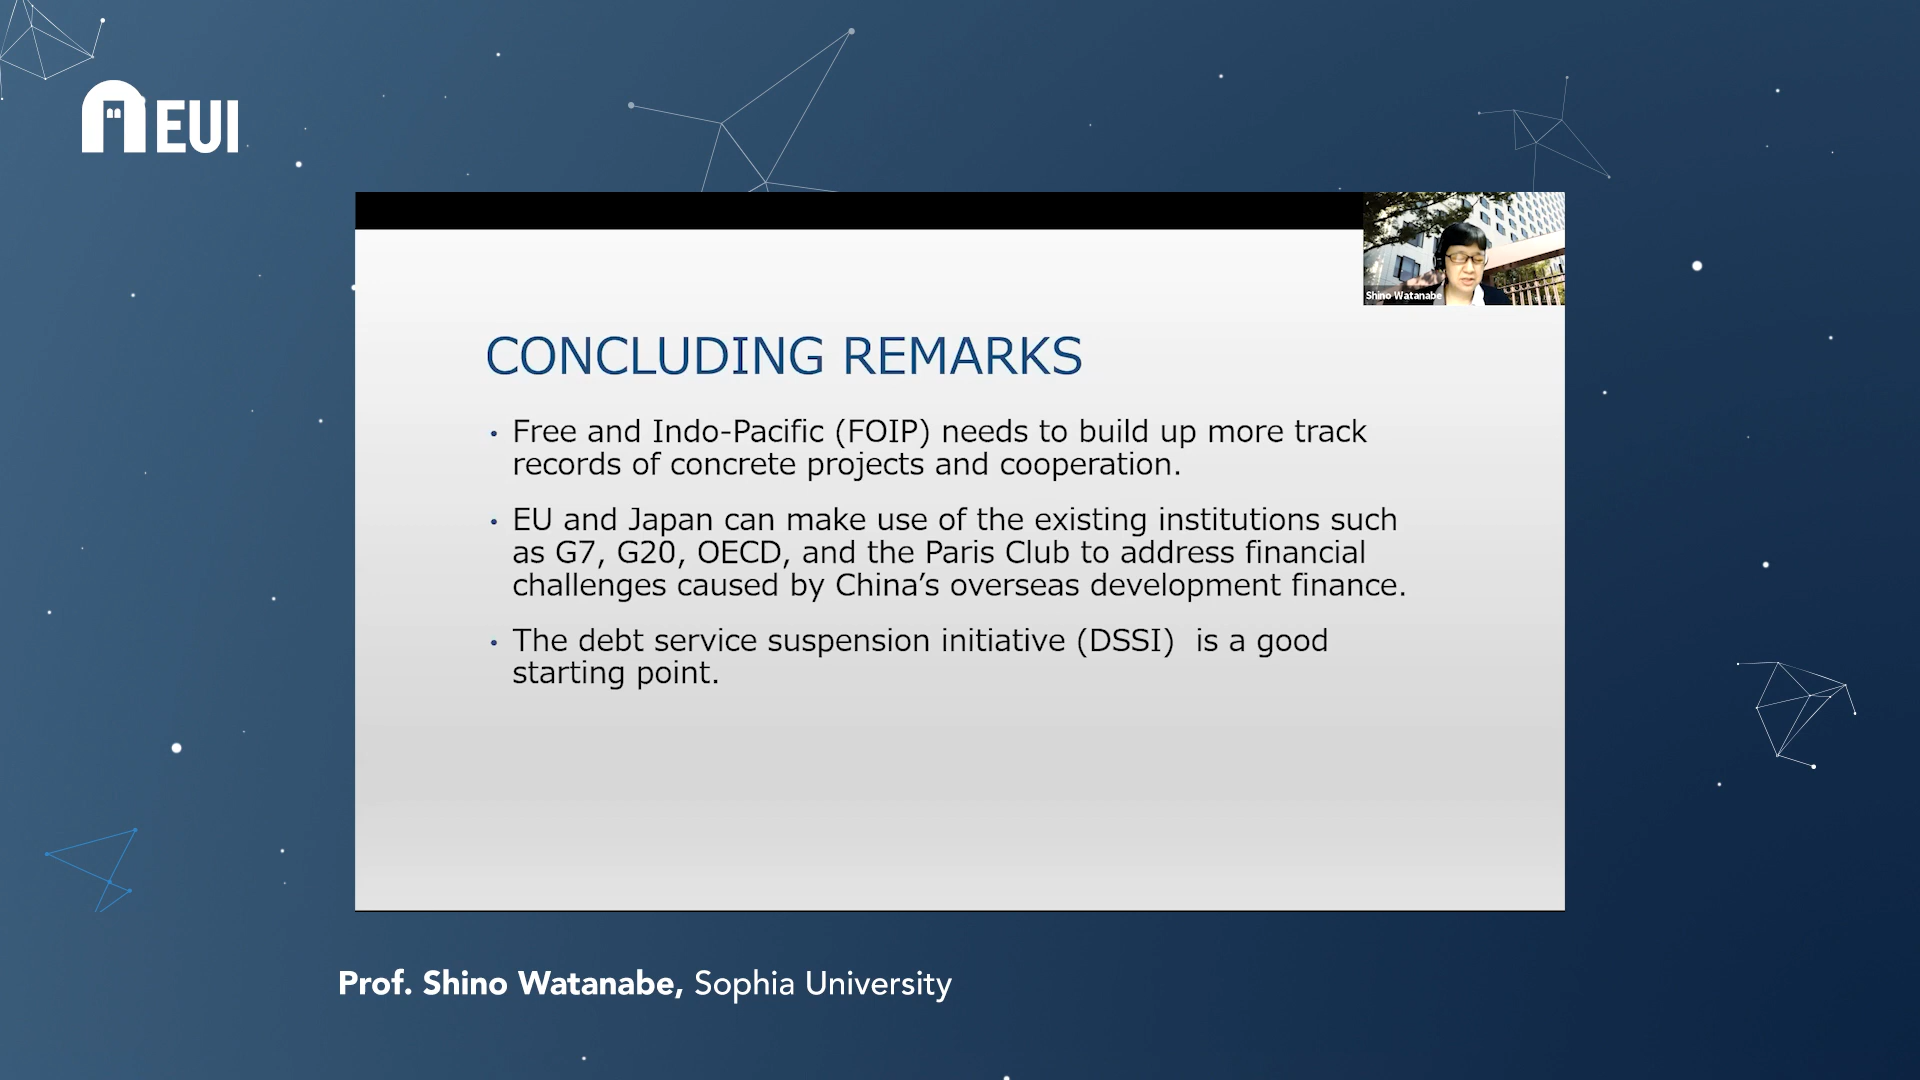 EUI
Shino Watanabe
CONCLUDING REMARKS
• Free and Indo-Pacific (FOIP) needs to build up more track
records of concrete projects and cooperation.
• EU and Japan can make use of the existing institutions such
as G7, G20, OECD, and the Paris Club to address financial
challenges caused by China’s overseas development finance.
• The debt service suspension initiative (DSSI)  is a good
starting point.
Prof. Shino Watanabe, Sophia University